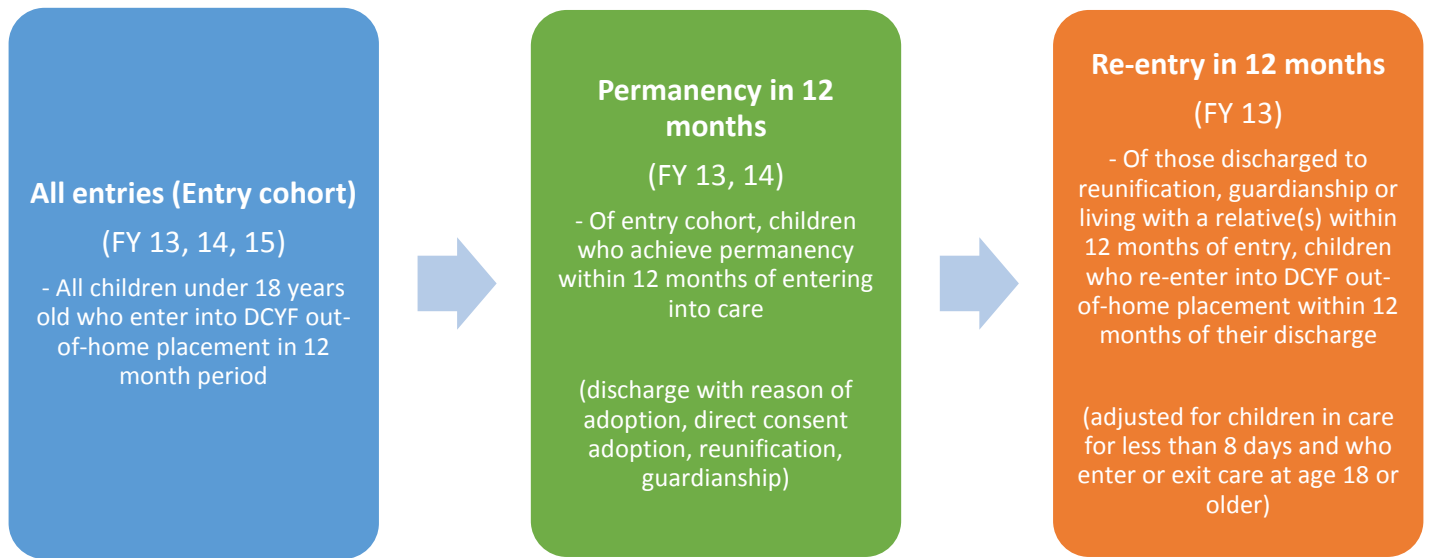 All entries (Entry cohort)
(FY 13, 14, 15)
- All children under 18 years
old who enter into DCYF out-
of-home placement in 12
month period
Permanency in 12
months
(FY 13, 14)
- Of entry cohort, children
who achieve permanency
within 12 months of entering
into care
(discharge with reason of
adoption, direct consent
adoption, reunification,
guardianship)
Re-entry in 12 months
(FY 13)
- Of those discharged to
reunification, guardianship or
living with a relative(s) within
12 months of entry, children
who re-enter into DCYF out-
of-home placement within 12
months of their discharge
(adjusted for children in care
for less than 8 days and who
enter or exit care at age 18 or
older)